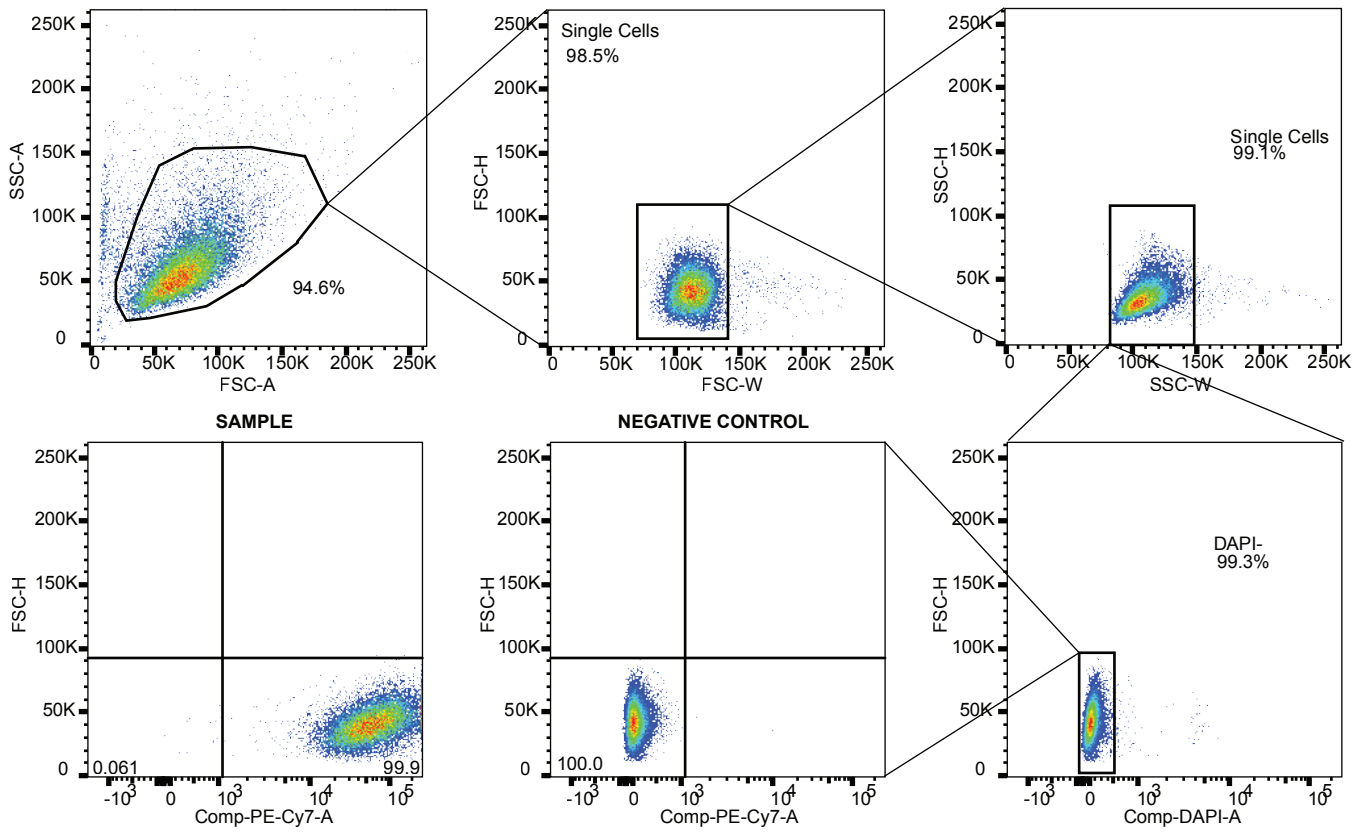 250K
200K
150K
100K
50K
0
SSC-A
94.6%
0 50K 100K 150K 200K 250K
FSC-A
250K
200K
150K
100K
50K
0
FSC-H
Single Cells
98.5%
0 50K 100K 150K 200K 250K
FSC-W
250K
200K
150K
100K
50K
0
SSC-H
Single Cells
99.1%
0 50K 100K 150K 200K 250K
SSC-W
SAMPLE
250K
200K
150K
100K
50K
0
FSC-H
0.061
99.9
-10³ 0 10³ 10⁴ 10⁵
Comp-PE-Cy7-A
NEGATIVE CONTROL
250K
200K
150K
100K
50K
0
FSC-H
100.0
-10³ 0 10³ 10⁴ 10⁵
Comp-PE-Cy7-A
250K
200K
150K
100K
50K
0
FSC-H
DAPI-
99.3%
-10³ 0 10³ 10⁴ 10⁵
Comp-DAPI-A